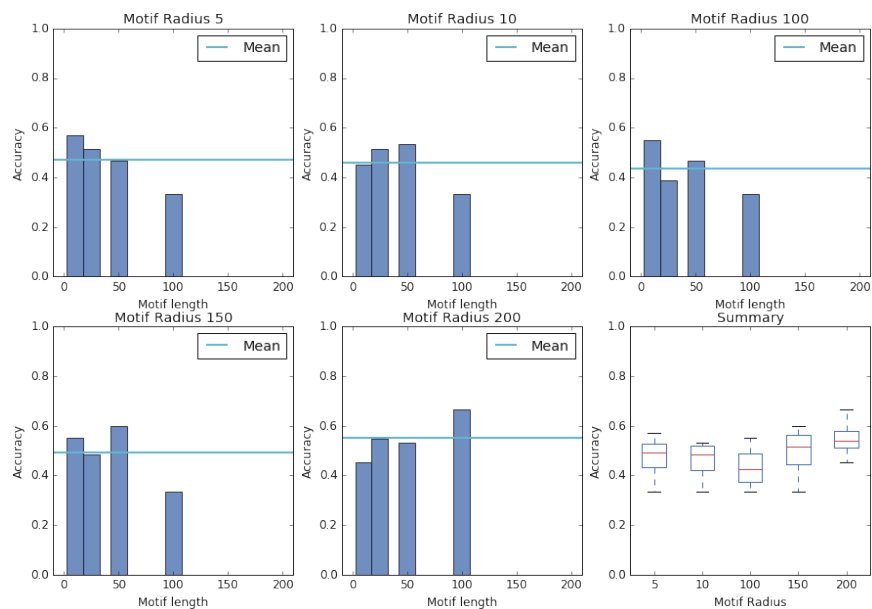 Motif Radius 5
Motif Radius 10
Motif Radius 100
1.0
0.8
0.6
0.4
0.2
0.0
Accuracy
Mean
0 50 100 150 200
Motif length
1.0
0.8
0.6
0.4
0.2
0.0
Accuracy
Mean
0 50 100 150 200
Motif length
1.0
0.8
0.6
0.4
0.2
0.0
Accuracy
Mean
0 50 100 150 200
Motif length
Motif Radius 150
Motif Radius 200
Summary
1.0
0.8
0.6
0.4
0.2
0.0
Accuracy
Mean
0 50 100 150 200
Motif length
1.0
0.8
0.6
0.4
0.2
0.0
Accuracy
Mean
0 50 100 150 200
Motif length
1.0
0.8
0.6
0.4
0.2
0.0
Accuracy
5 10 100 150 200
Motif Radius